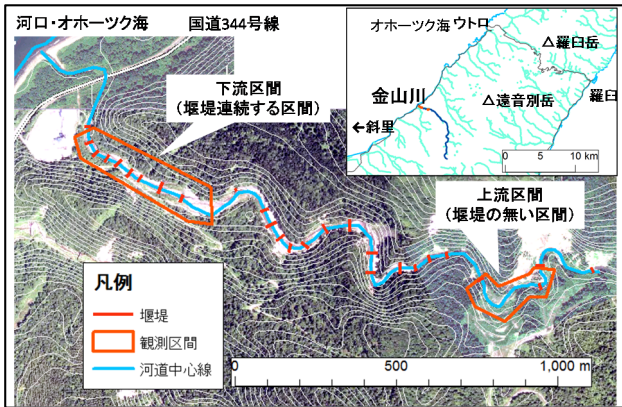 河口・オホーツク海 国道344号線
下流区間
（堰堤連続する区間）
オホーツク海 ウトロ
△羅臼岳
金山川
△遠音別岳
羅臼
←斜里
0 5 10 km
上流区間
（堰堤の無い区間）
凡例
堰堤
観測区間
河道中心線
0 500 1,000 m